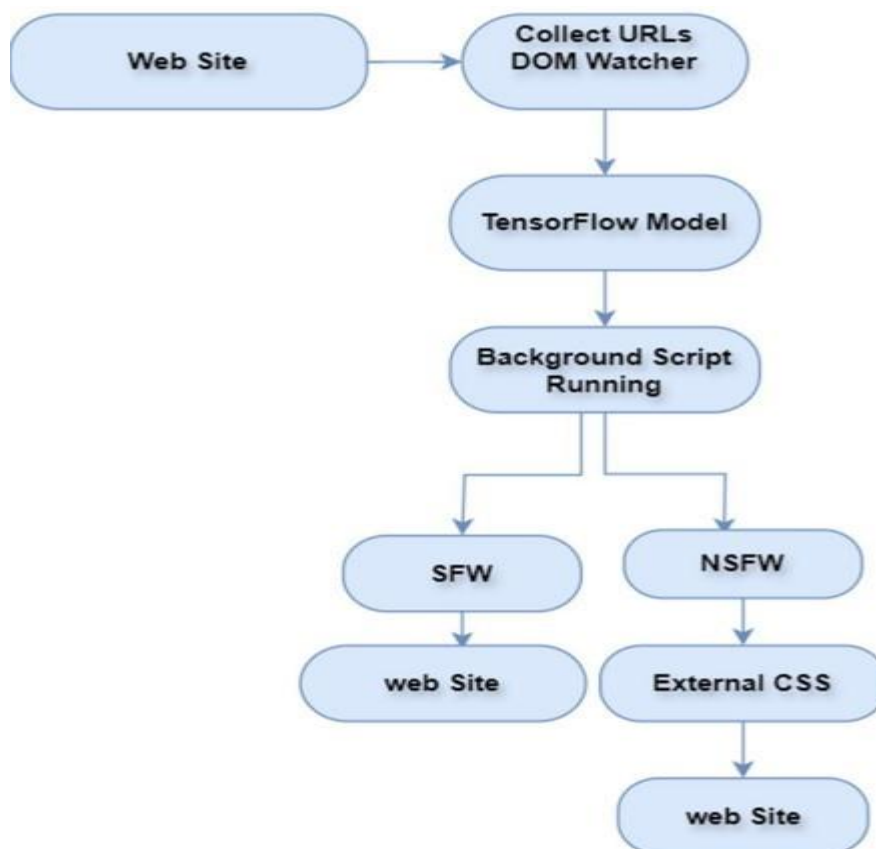 Web Site
Collect URLs
DOM Watcher
TensorFlow Model
Background Script
Running
SFW
NSFW
web Site
External CSS
web Site